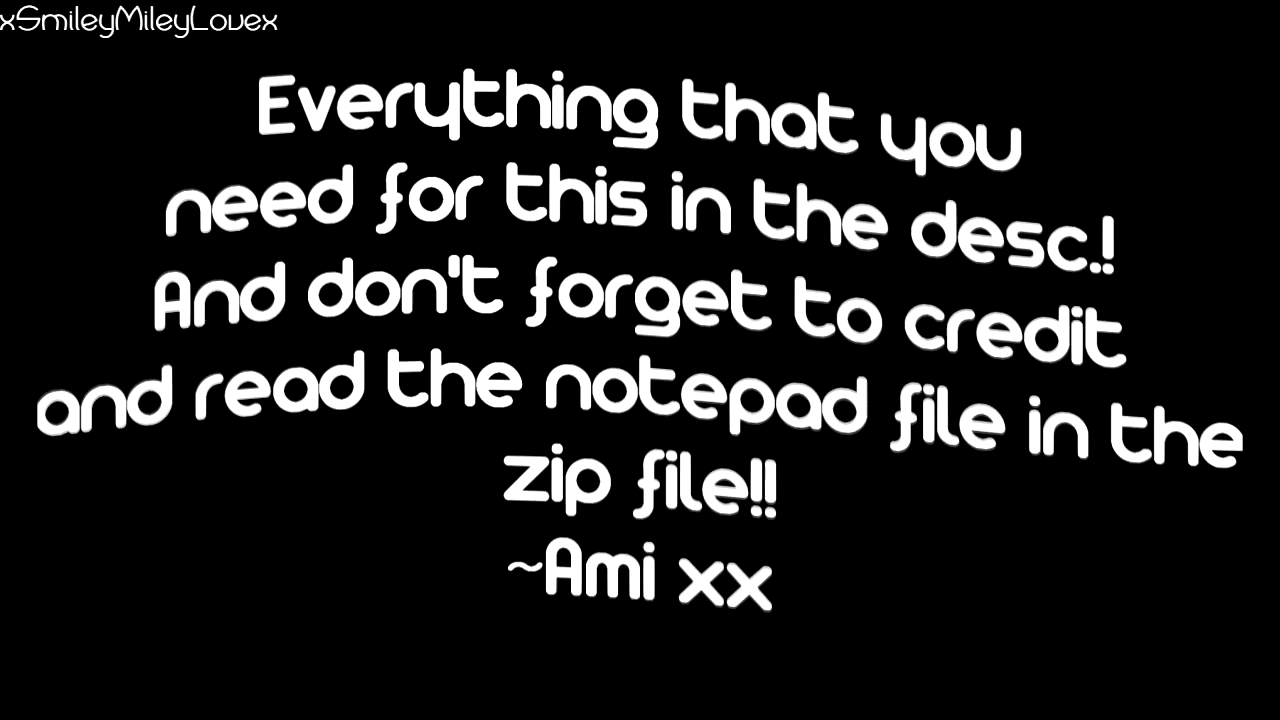 xSmileyMileyLovex
Everything that you
need for this in the desc.!
And don't forget to credit
and read the notepad file in the
zip file!!
~Ami xx